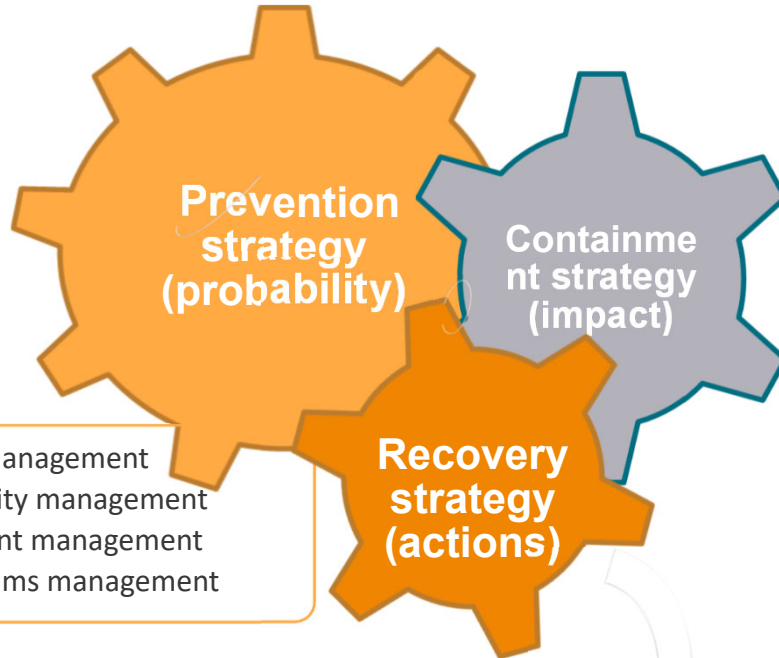 Prevention
strategy
(probability)
Containme
nt strategy
(impact)
Recovery
strategy
(actions)
anagement
ity management
nt management
ms management